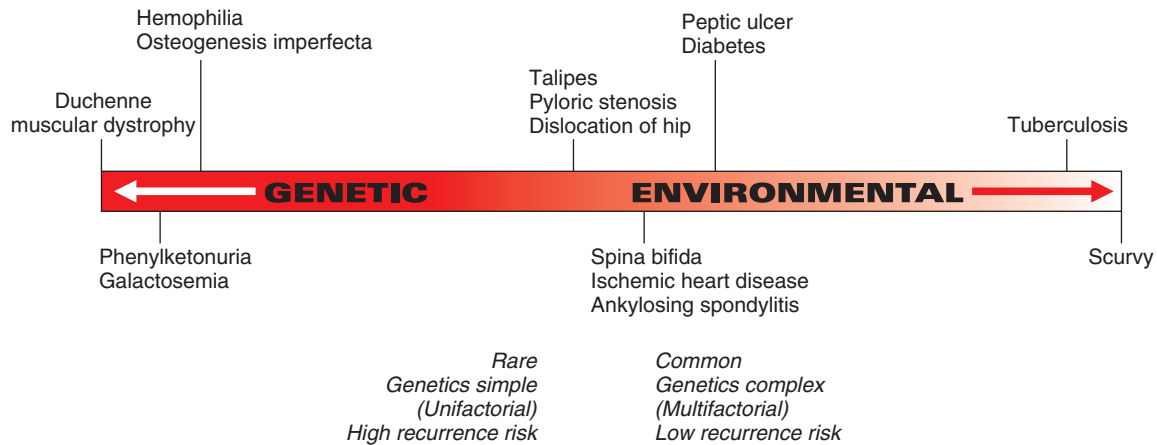 Hemophilia
Osteogenesis imperfecta
Peptic ulcer
Diabetes
Duchenne
muscular dystrophy
Talipes
Pyloric stenosis
Dislocation of hip
Tuberculosis
GENETIC
ENVIRONMENTAL
Phenylketonuria
Galactosemia
Spina bifida
Ischemic heart disease
Ankylosing spondylitis
Scurvy
Rare
Genetics simple
(Unifactorial)
High recurrence risk
Common
Genetics complex
(Multifactorial)
Low recurrence risk